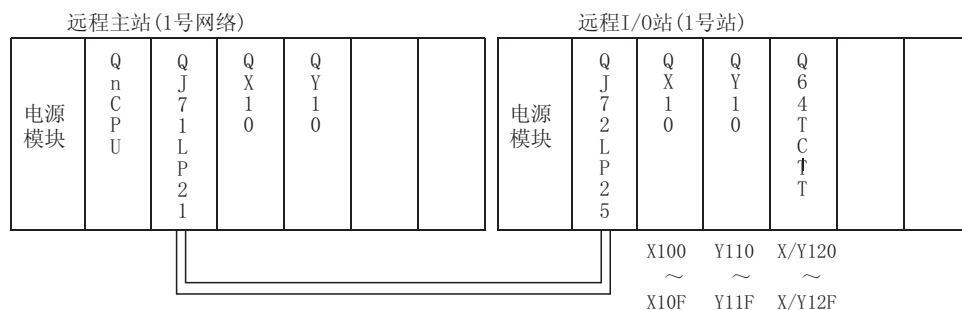 远程主站(1号网络)
远程I/O站(1号站)
电源
模块
QnCPU
QJ71LP21
QX10
QY10
电源
模块
QJ72LP25
QX10
QY10
Q64TCTT
X100 Y110 X/Y120
～ ～ ～
X10F Y11F X/Y12F